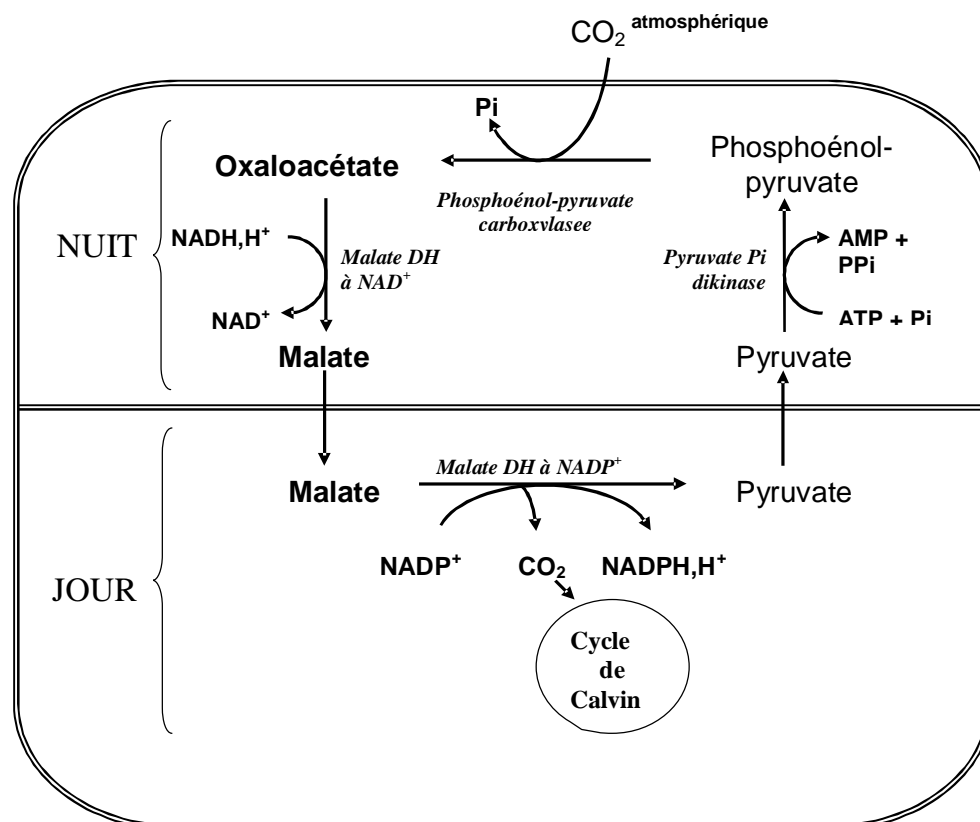 CO₂ atmosphérique
Pi
Oxaloacétate
Phosphoénol-
pyruvate
Phosphoénol-pyruvate
carboxvlasee
NUIT
NADH,H⁺
Malate DH
à NAD⁺
NAD⁺
Pyruvate Pi
dikinase
AMP +
PPi
ATP + Pi
Malate
Pyruvate
JOUR
Malate
Malate DH à NADP⁺
Pyruvate
NADP⁺
CO₂
NADPH,H⁺
Cycle
de
Calvin